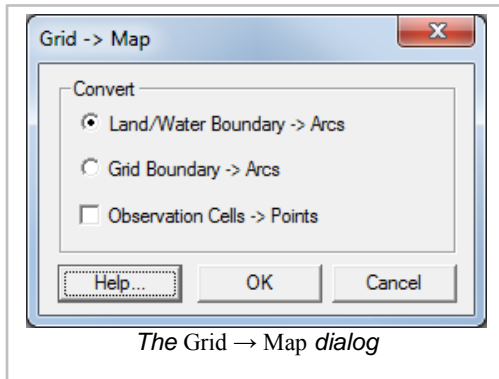 Grid -> Map
Convert
Land/Water Boundary -> Arcs
Grid Boundary -> Arcs
Observation Cells -> Points
Help... OK Cancel
The Grid → Map dialog